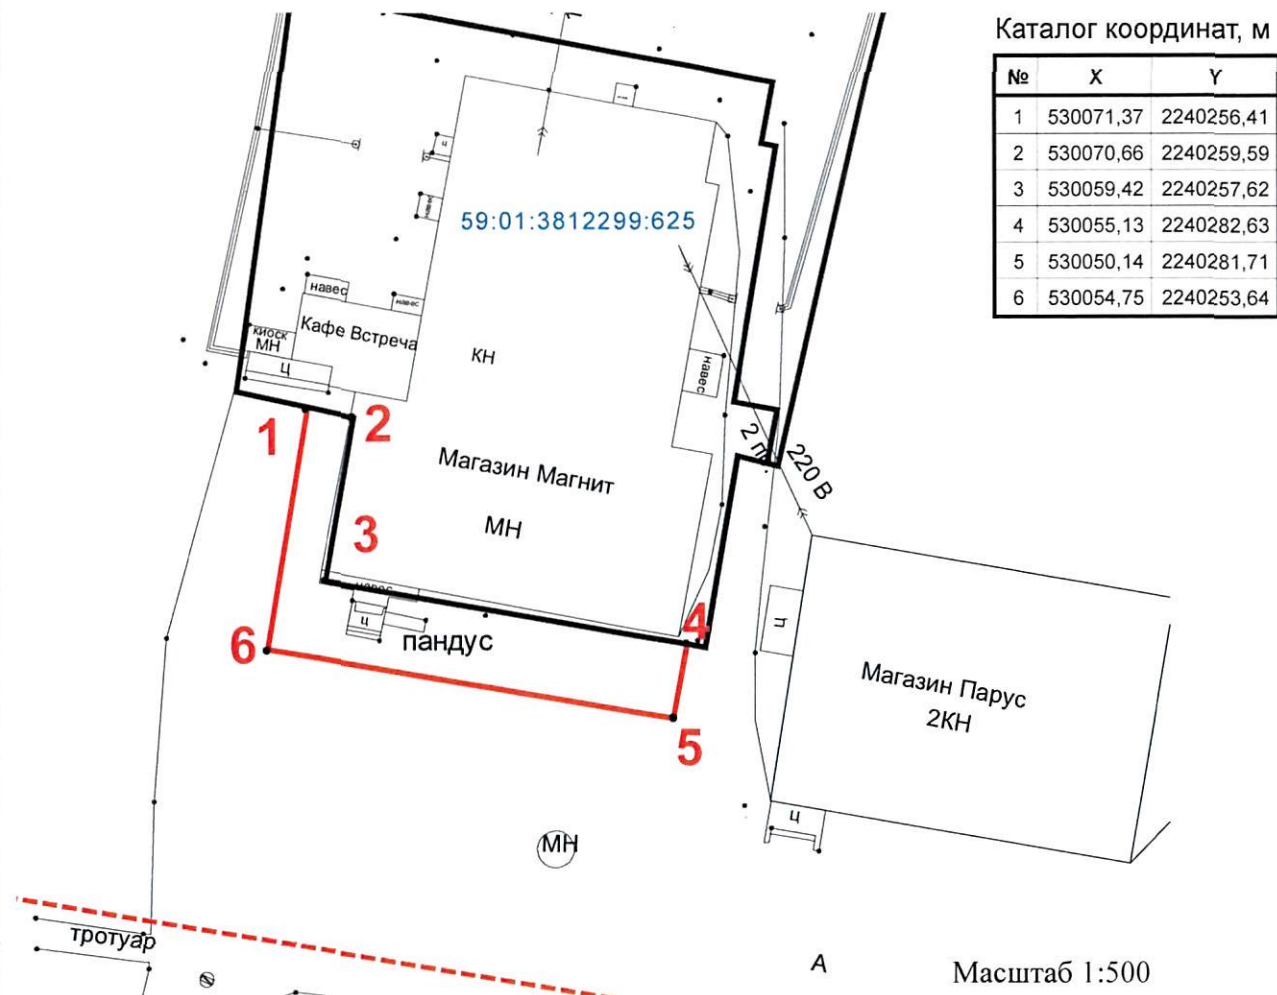 Каталог координат, м
№ X Y
1 530071,37 2240256,41
2 530070,66 2240259,59
3 530059,42 2240257,62
4 530055,13 2240282,63
5 530050,14 2240281,71
6 530054,75 2240253,64
ц
навес
59:01:3812299:625
навес
навес
киоск
МН
Кафе Встреча
Ц
КН
навес
1
2
2 пр.
220 В
Магазин Магнит
МН
3
навес
ц
пандус
4
6
5
Ц
Магазин Парус
2КН
ц
МН
тротуар
А
Масштаб 1:500